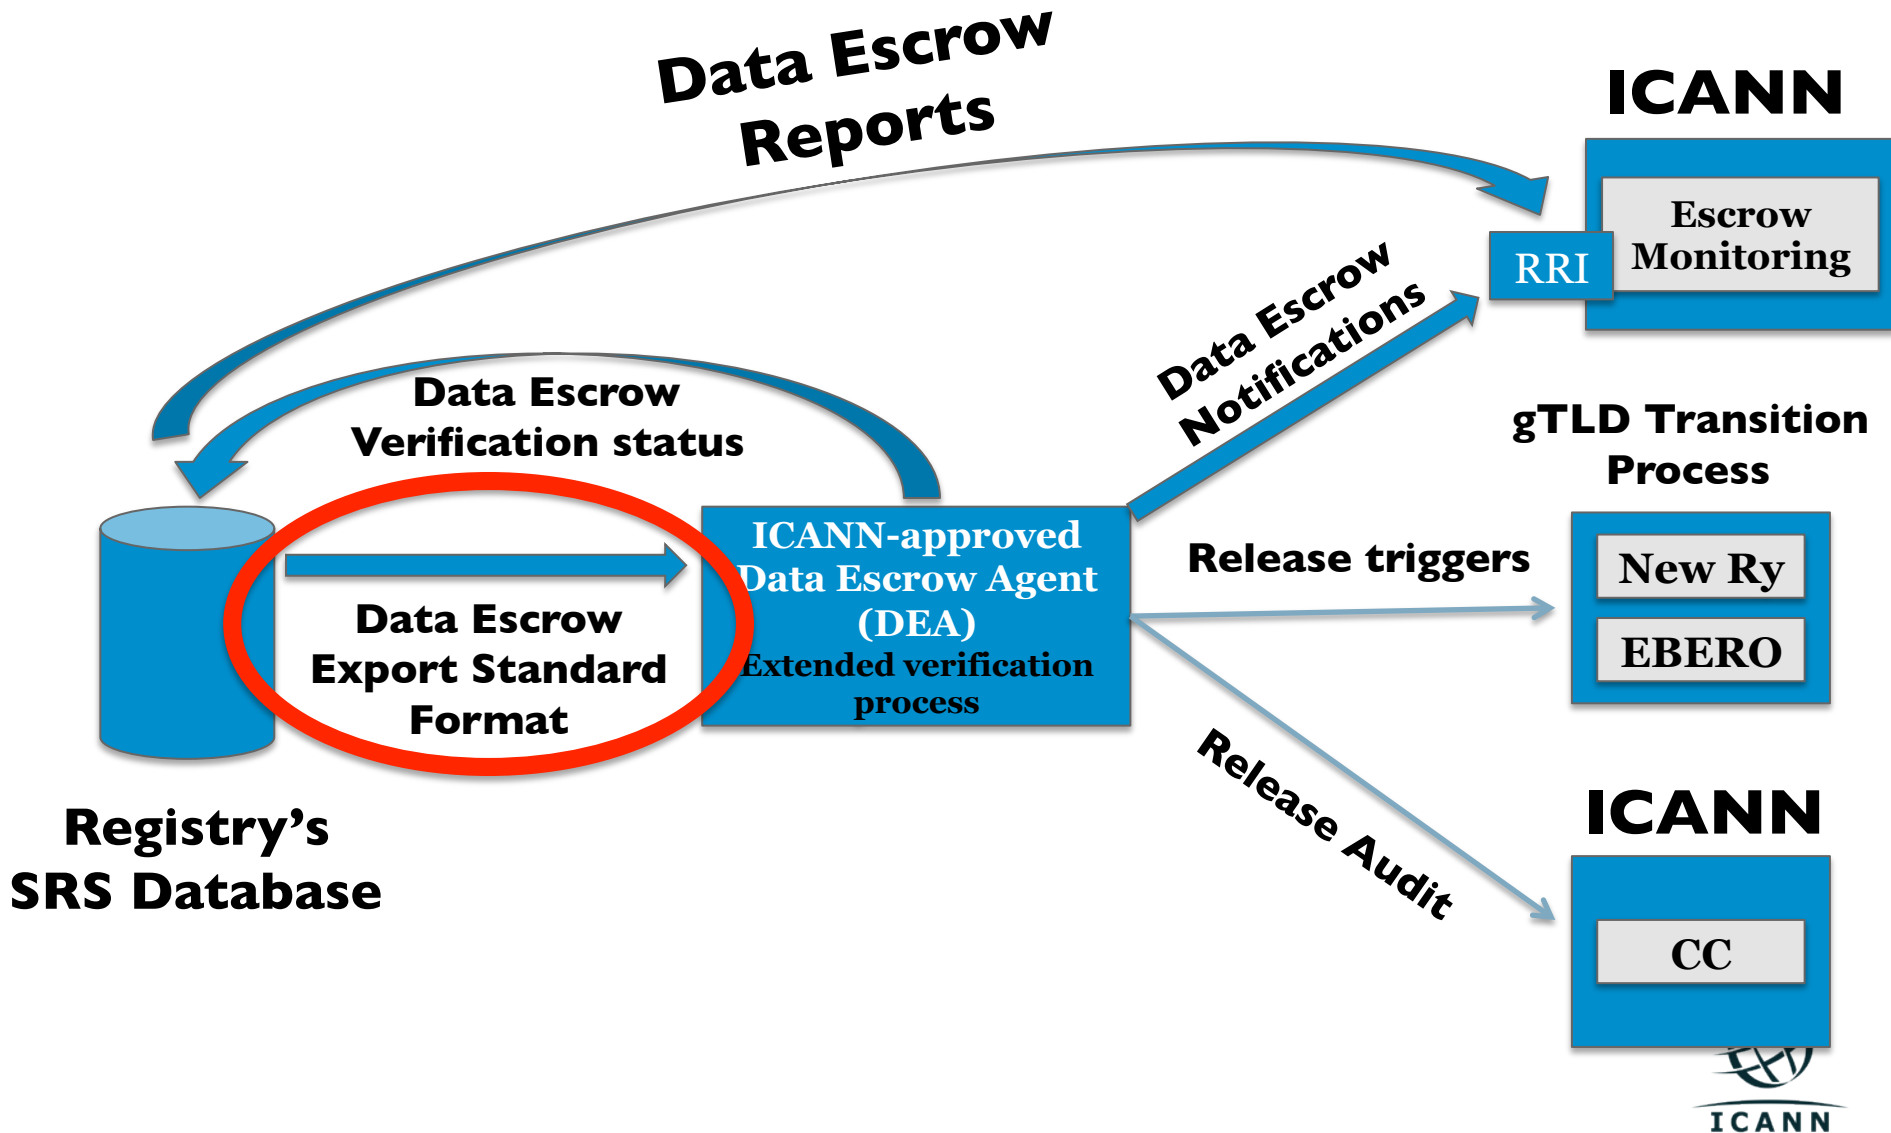 Data Escrow
Reports
ICANN
Escrow
Monitoring
RRI
Data Escrow
Notifications
Data Escrow
Verification status
gTLD Transition
Process
ICANN-approved
Data Escrow Agent
(DEA)
Extended verification
process
Release triggers
New Ry
EBERO
Data Escrow
Export Standard
Format
Release Audit
Registry’s
SRS Database
ICANN
CC
ICANN